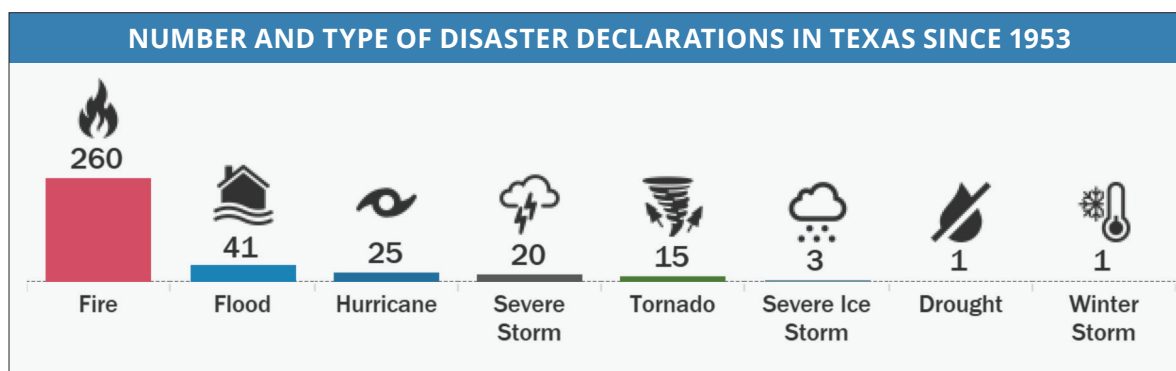 NUMBER AND TYPE OF DISASTER DECLARATIONS IN TEXAS SINCE 1953
260
41
25
20
15
3
1
1
Fire
Flood
Hurricane
Severe
Storm
Tornado
Severe Ice
Storm
Drought
Winter
Storm